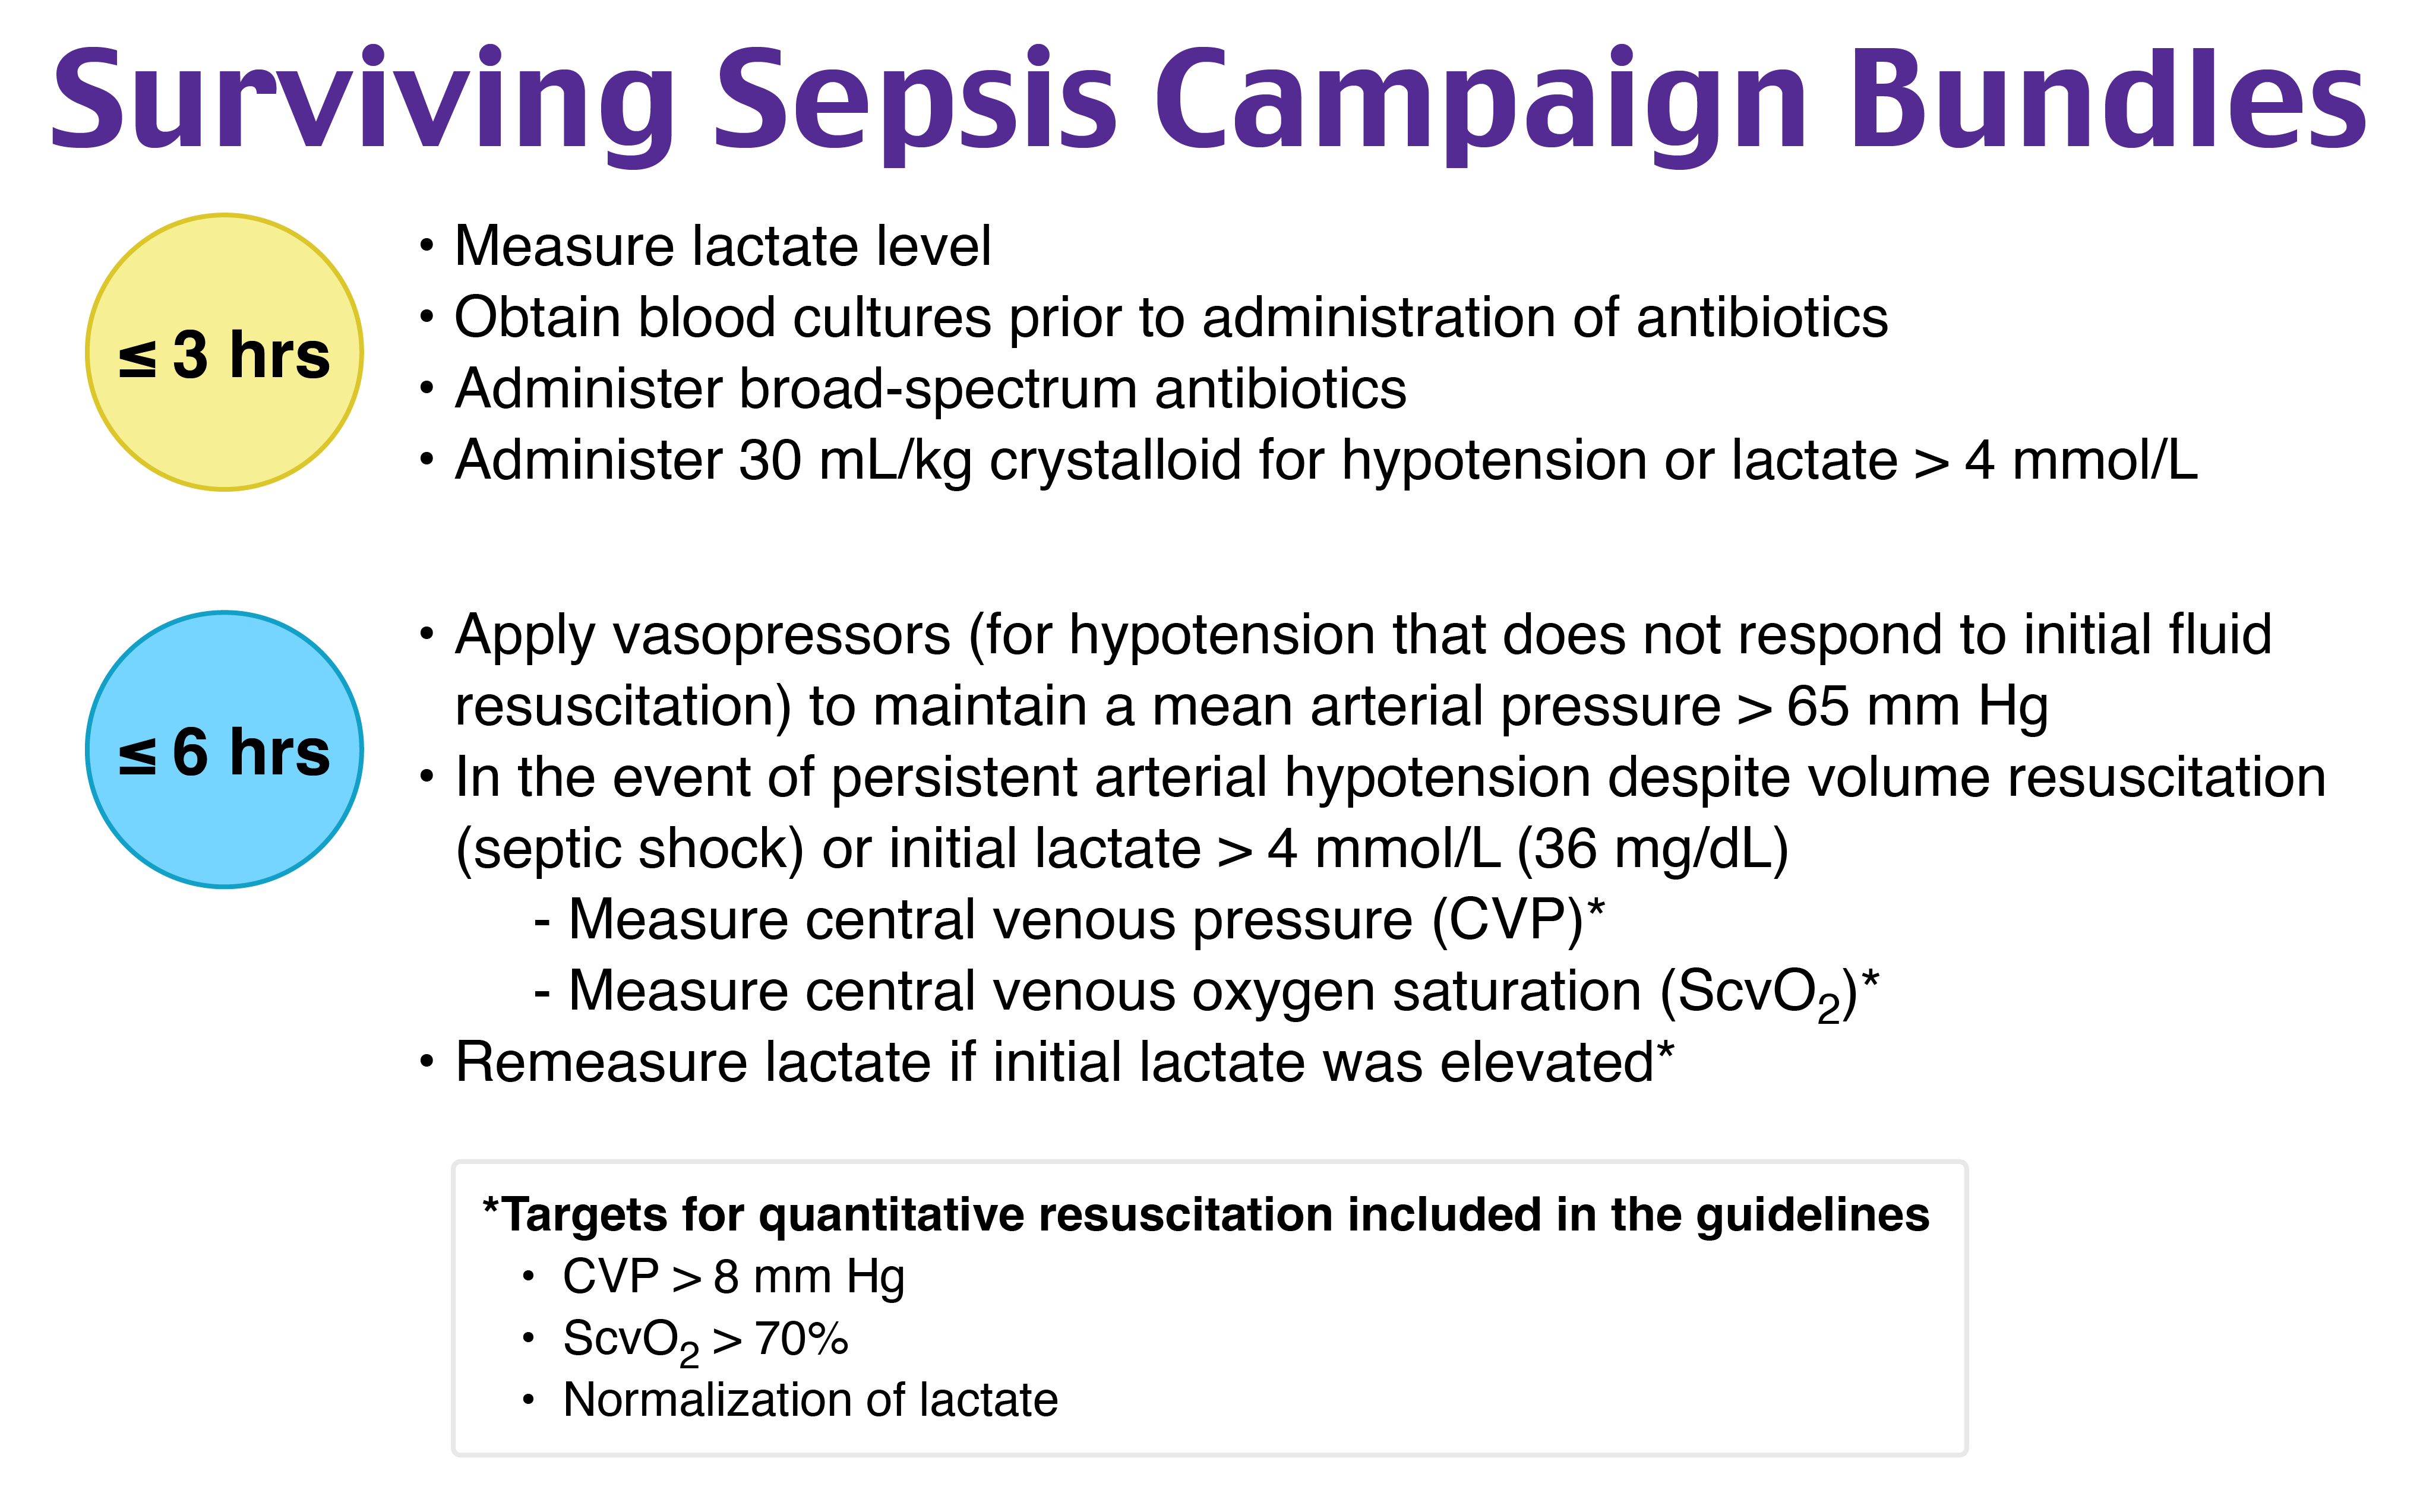 Surviving Sepsis Campaign Bundles
≤ 3 hrs
• Measure lactate level
• Obtain blood cultures prior to administration of antibiotics
• Administer broad-spectrum antibiotics
• Administer 30 mL/kg crystalloid for hypotension or lactate > 4 mmol/L
≤ 6 hrs
• Apply vasopressors (for hypotension that does not respond to initial fluid
resuscitation) to maintain a mean arterial pressure > 65 mm Hg
• In the event of persistent arterial hypotension despite volume resuscitation
(septic shock) or initial lactate > 4 mmol/L (36 mg/dL)
- Measure central venous pressure (CVP)*
- Measure central venous oxygen saturation (ScvO₂)*
• Remeasure lactate if initial lactate was elevated*
*Targets for quantitative resuscitation included in the guidelines
• CVP > 8 mm Hg
• ScvO₂ > 70%
• Normalization of lactate